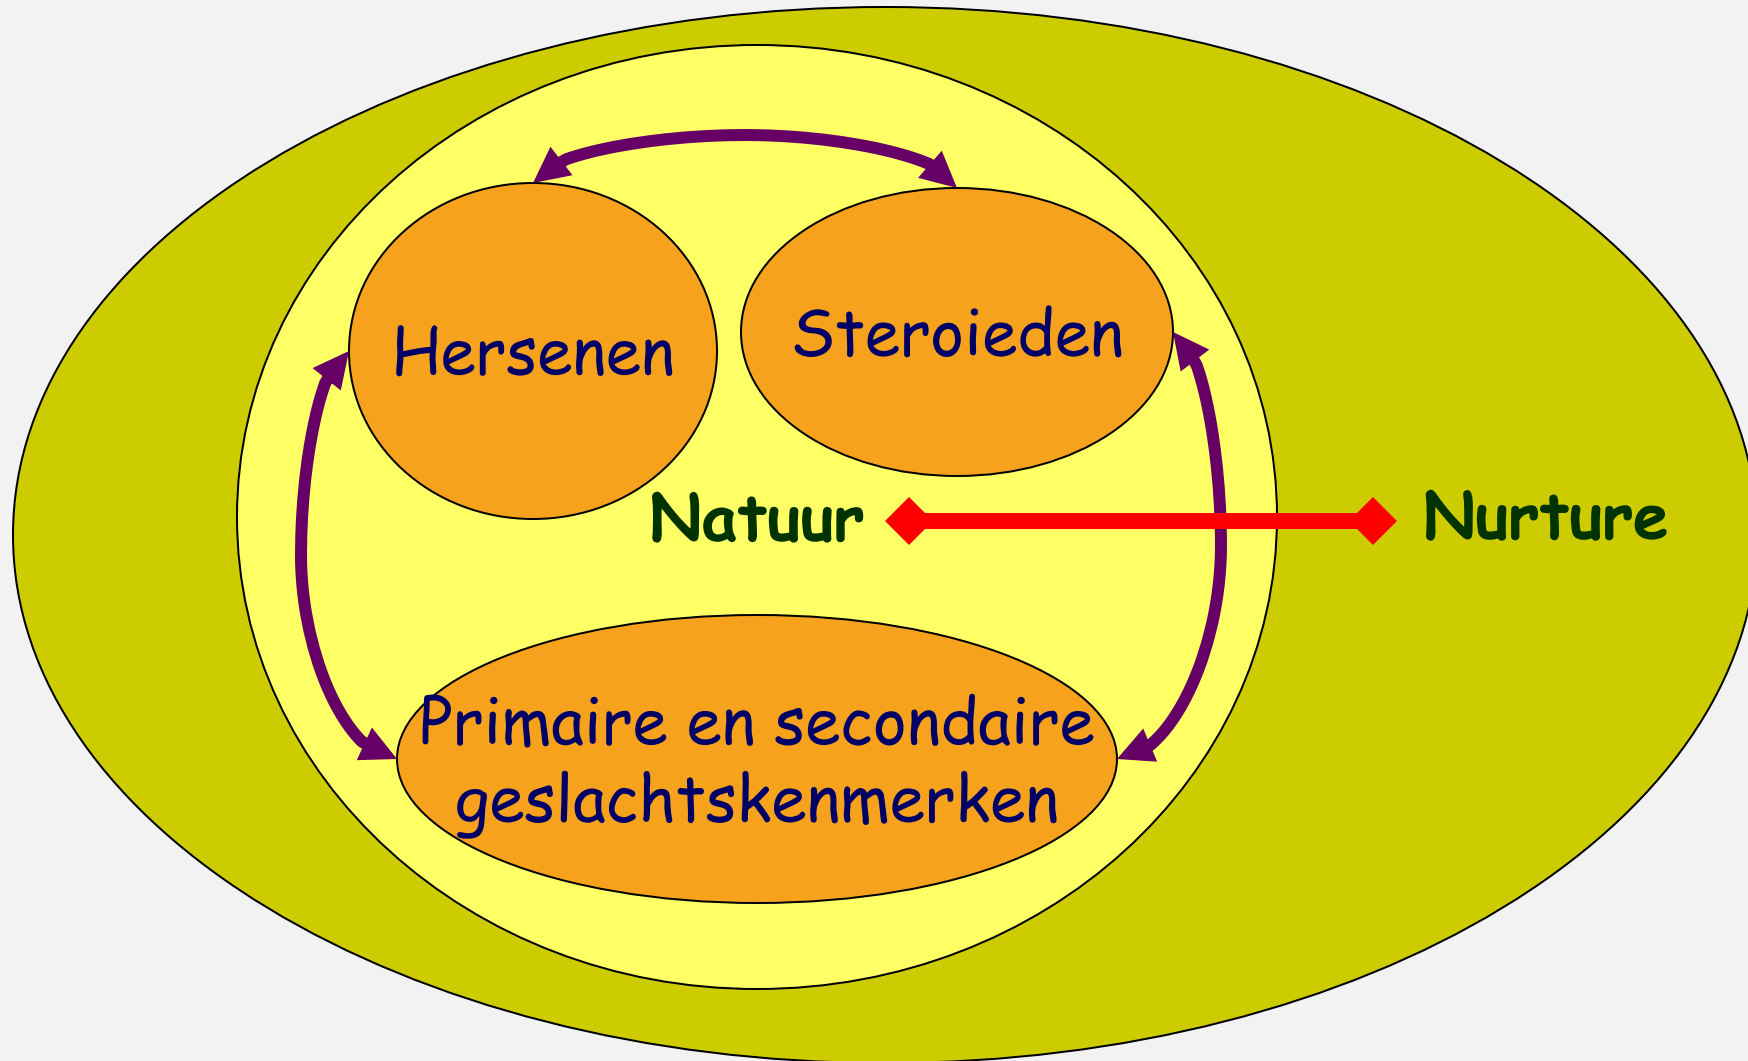 Hersenen
Steroieden
Natuur
Nurture
Primaire en secondaire
geslachtskenmerken